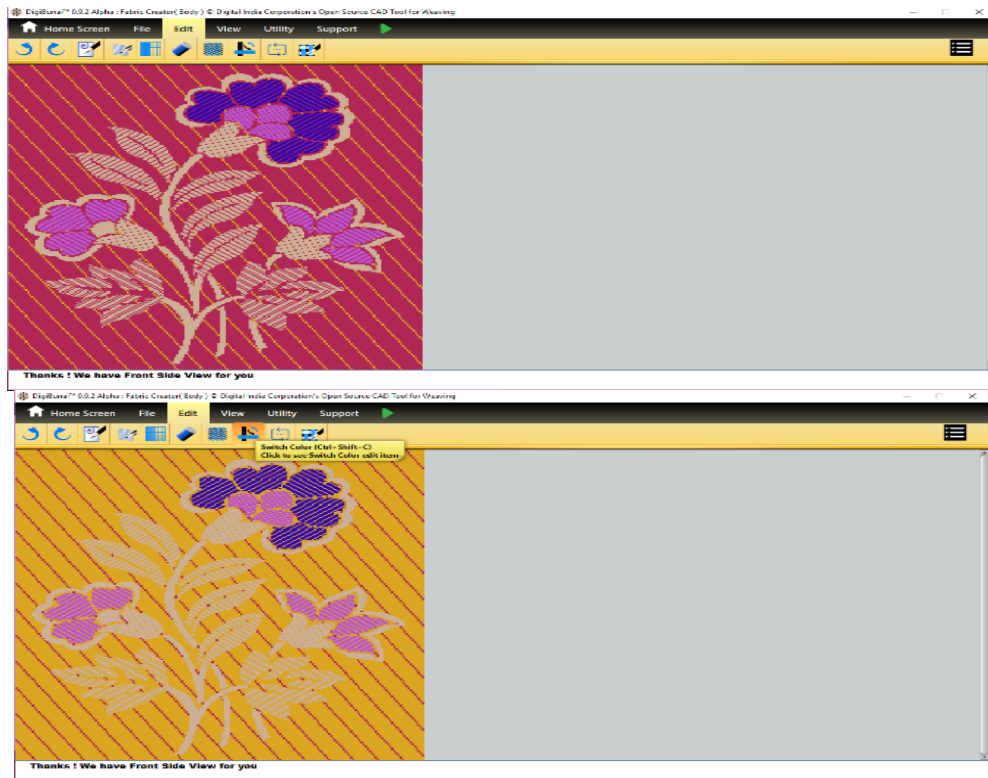 DigiBunai™ 0.9.2 Alpha : Fabric Creator( Body ) © Digital India Corporation's Open Source CAD Tool for Weaving
Home Screen File Edit View Utility Support
Thanks ! We have Front Side View for you
DigiBunai™ 0.9.2 Alpha : Fabric Creator( Body ) © Digital India Corporation's Open Source CAD Tool for Weaving
Home Screen File Edit View Utility Support
Switch Color (Ctrl+Shift+C)
Click to see Switch Color edit item
Thanks ! We have Front Side View for you